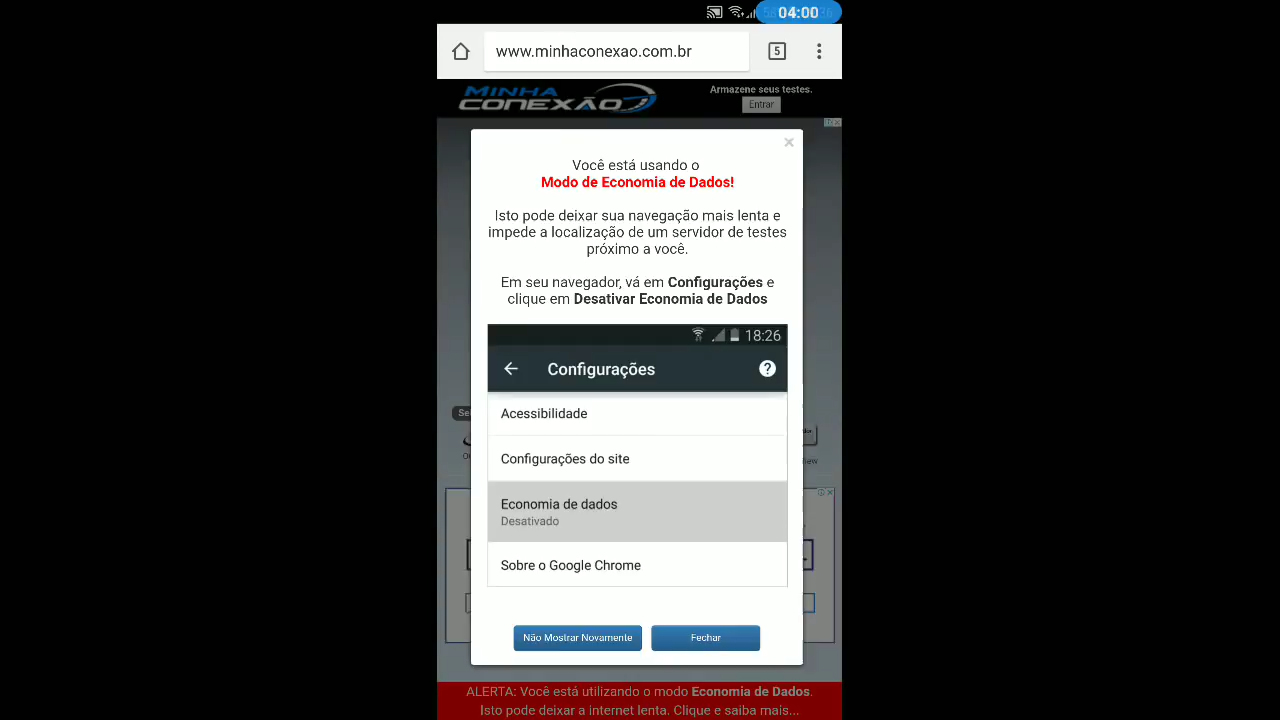 04:00
www.minhaconexao.com.br
5
MINHA
CONEXÃO
Armazene seus testes.
Entrar
×
Você está usando o
Modo de Economia de Dados!
Isto pode deixar sua navegação mais lenta e
impede a localização de um servidor de testes
próximo a você.
Em seu navegador, vá em Configurações e
clique em Desativar Economia de Dados
18:26
Configurações
?
Acessibilidade
Configurações do site
Economia de dados
Desativado
Sobre o Google Chrome
Não Mostrar Novamente
Fechar
ALERTA: Você está utilizando o modo Economia de Dados.
Isto pode deixar a internet lenta. Clique e saiba mais...